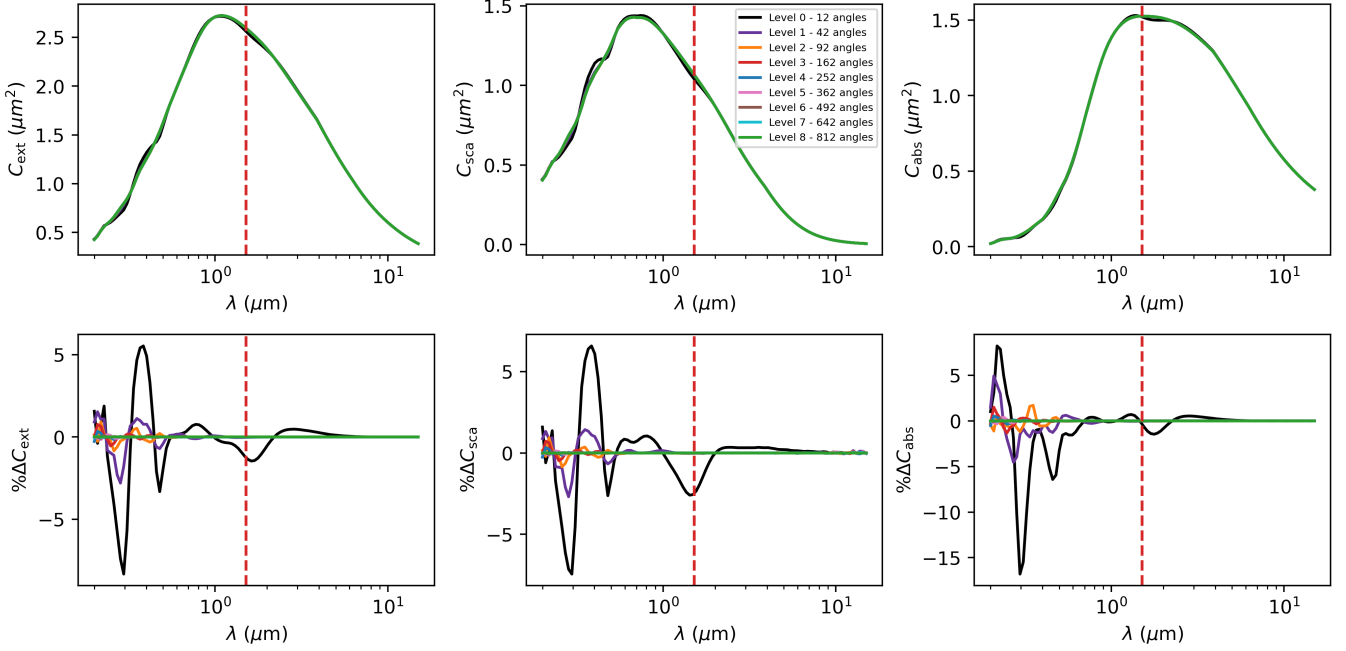 C_ext (μm²)
2.5
2.0
1.5
1.0
0.5
10⁰
10¹
λ (μm)
C_sca (μm²)
1.5
1.0
0.5
0.0
10⁰
10¹
λ (μm)
Level 0 - 12 angles
Level 1 - 42 angles
Level 2 - 92 angles
Level 3 - 162 angles
Level 4 - 252 angles
Level 5 - 362 angles
Level 6 - 492 angles
Level 7 - 642 angles
Level 8 - 812 angles
C_abs (μm²)
1.5
1.0
0.5
0.0
10⁰
10¹
λ (μm)
%ΔC_ext
5
0
−5
10⁰
10¹
λ (μm)
%ΔC_sca
5
0
−5
10⁰
10¹
λ (μm)
%ΔC_abs
5
0
−5
−10
−15
10⁰
10¹
λ (μm)